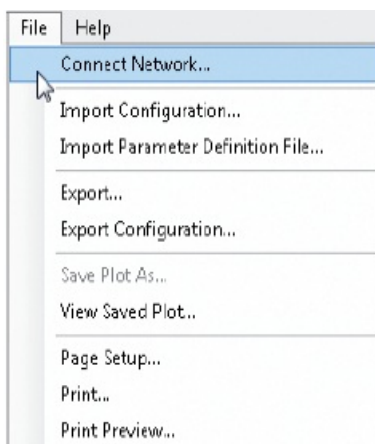 File Help
Connect Network...
Import Configuration...
Import Parameter Definition File...
Export...
Export Configuration...
Save Plot As...
View Saved Plot...
Page Setup...
Print...
Print Preview...